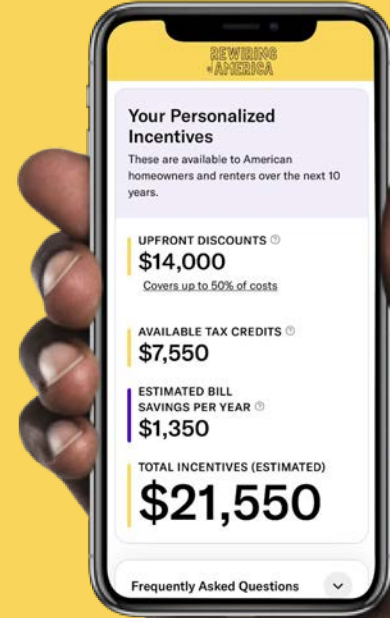 REWIRING
AMERICA
Your Personalized
Incentives
These are available to American
homeowners and renters over the next 10
years.
UPFRONT DISCOUNTS ?
$14,000
Covers up to 50% of costs
AVAILABLE TAX CREDITS ?
$7,550
ESTIMATED BILL
SAVINGS PER YEAR ?
$1,350
TOTAL INCENTIVES (ESTIMATED)
$21,550
Frequently Asked Questions